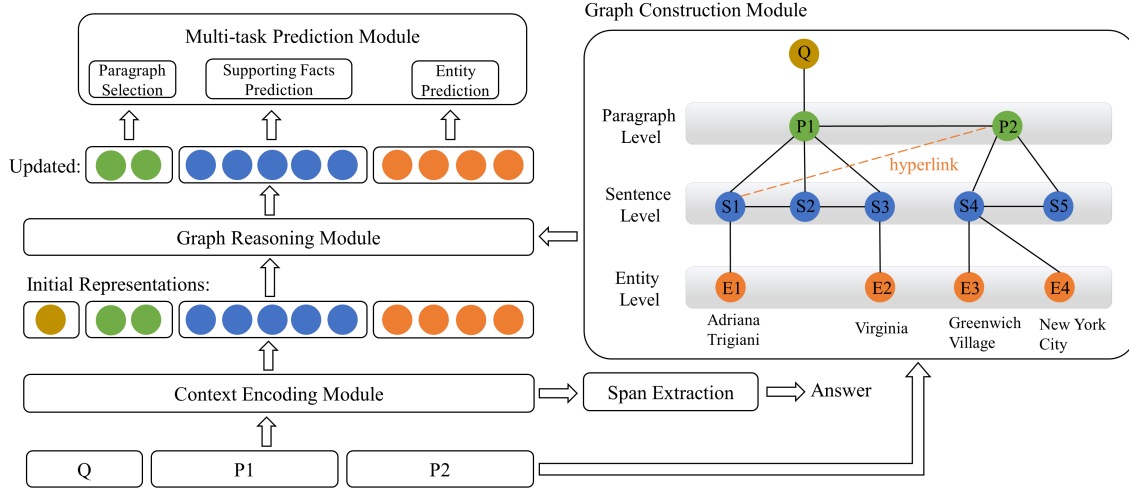 Graph Construction Module
Multi-task Prediction Module
Paragraph
Selection
Supporting Facts
Prediction
Entity
Prediction
Updated:
Graph Reasoning Module
Initial Representations:
Context Encoding Module
Span Extraction
Answer
Q
P1
P2
Q
Paragraph
Level
P1
P2
hyperlink
Sentence
Level
S1
S2
S3
S4
S5
Entity
Level
E1
E2
E3
E4
Adriana
Trigiani
Virginia
Greenwich
Village
New York
City